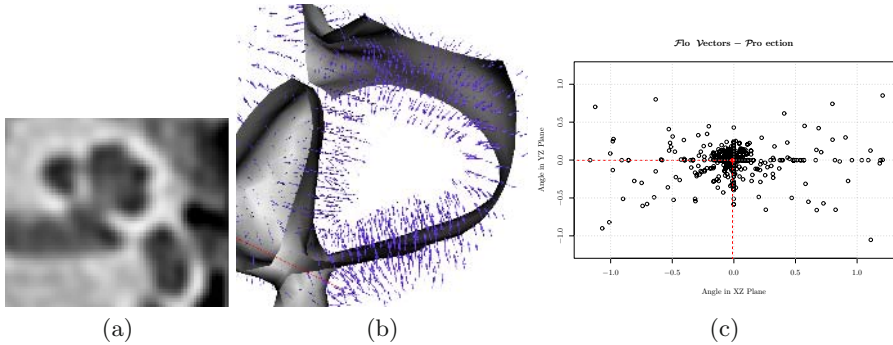 Flo Vectors – Pro ection
Angle in YZ Plane
1.0
0.5
0.0
−0.5
−1.0
−1.0 −0.5 0.0 0.5 1.0
Angle in XZ Plane
(a) (b) (c)